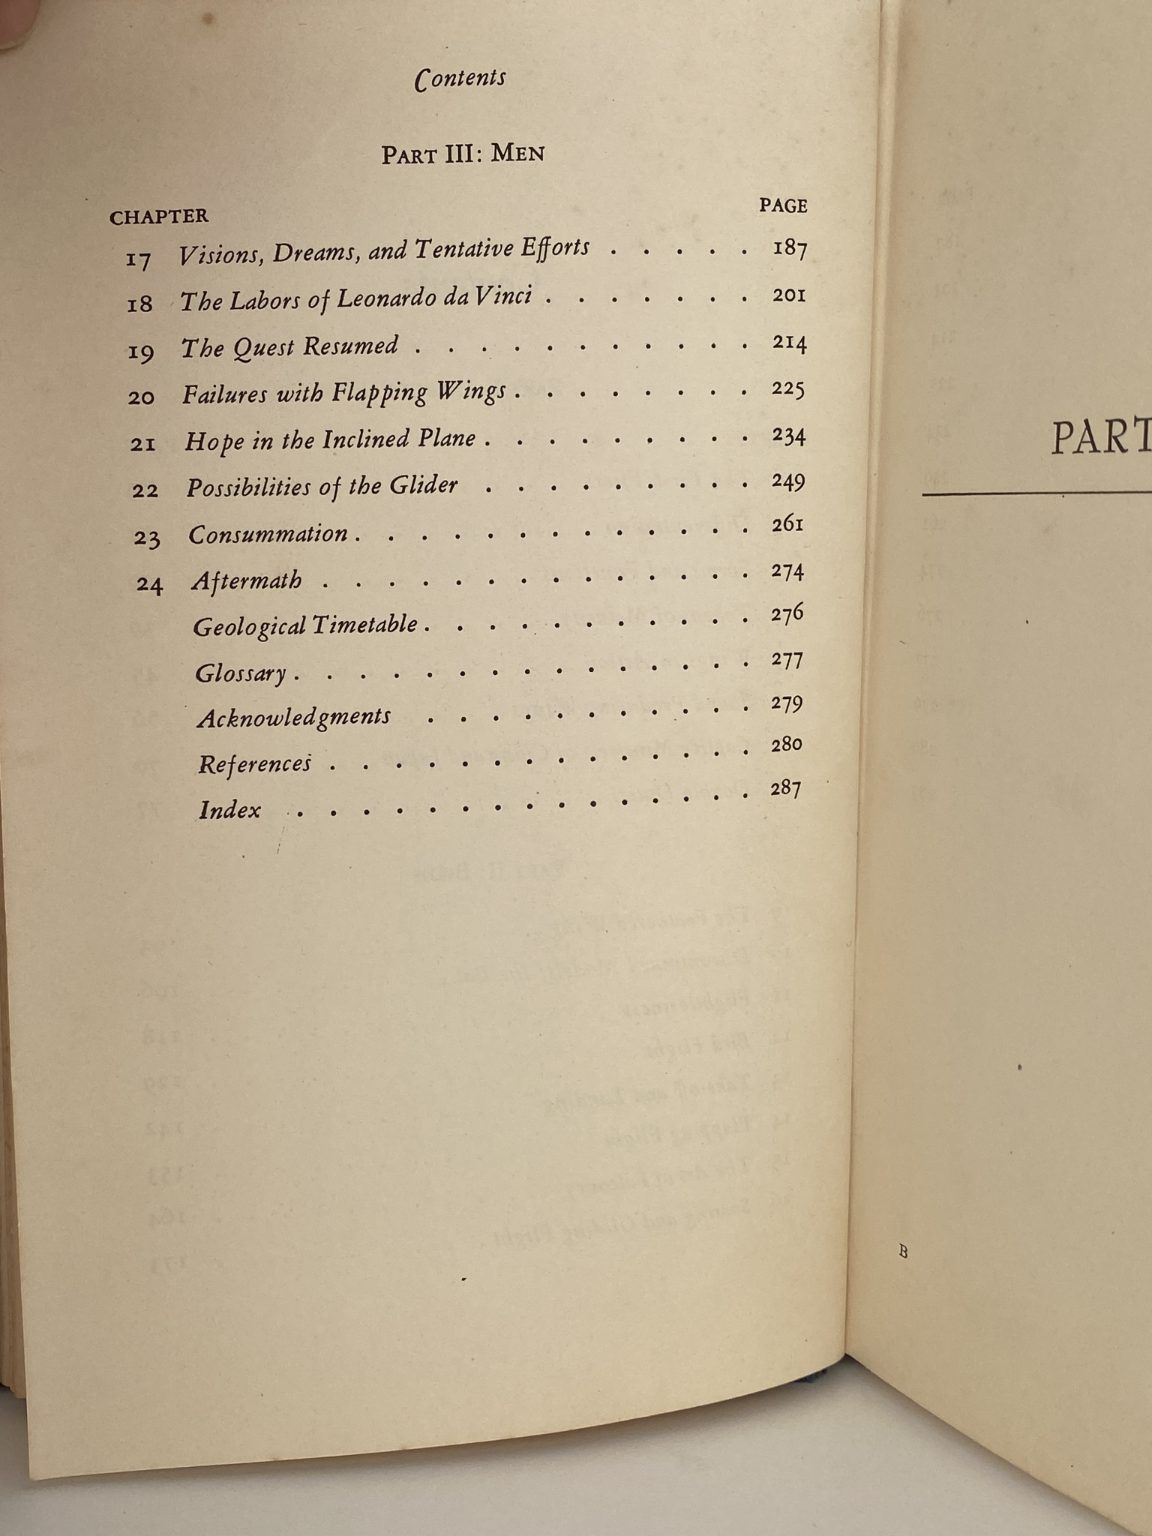 Contents
PART III: MEN
CHAPTER PAGE
17 Visions, Dreams, and Tentative Efforts . . . . . 187
18 The Labors of Leonardo da Vinci . . . . . . . 201
19 The Quest Resumed . . . . . . . . . . . 214
20 Failures with Flapping Wings . . . . . . . . 225
21 Hope in the Inclined Plane . . . . . . . . . 234
22 Possibilities of the Glider . . . . . . . . . 249
23 Consummation . . . . . . . . . . . . . 261
24 Aftermath . . . . . . . . . . . . . . 274
Geological Timetable . . . . . . . . . . . 276
Glossary . . . . . . . . . . . . . . . 277
Acknowledgments . . . . . . . . . . . 279
References . . . . . . . . . . . . . . 280
Index . . . . . . . . . . . . . . . 287
PART
B